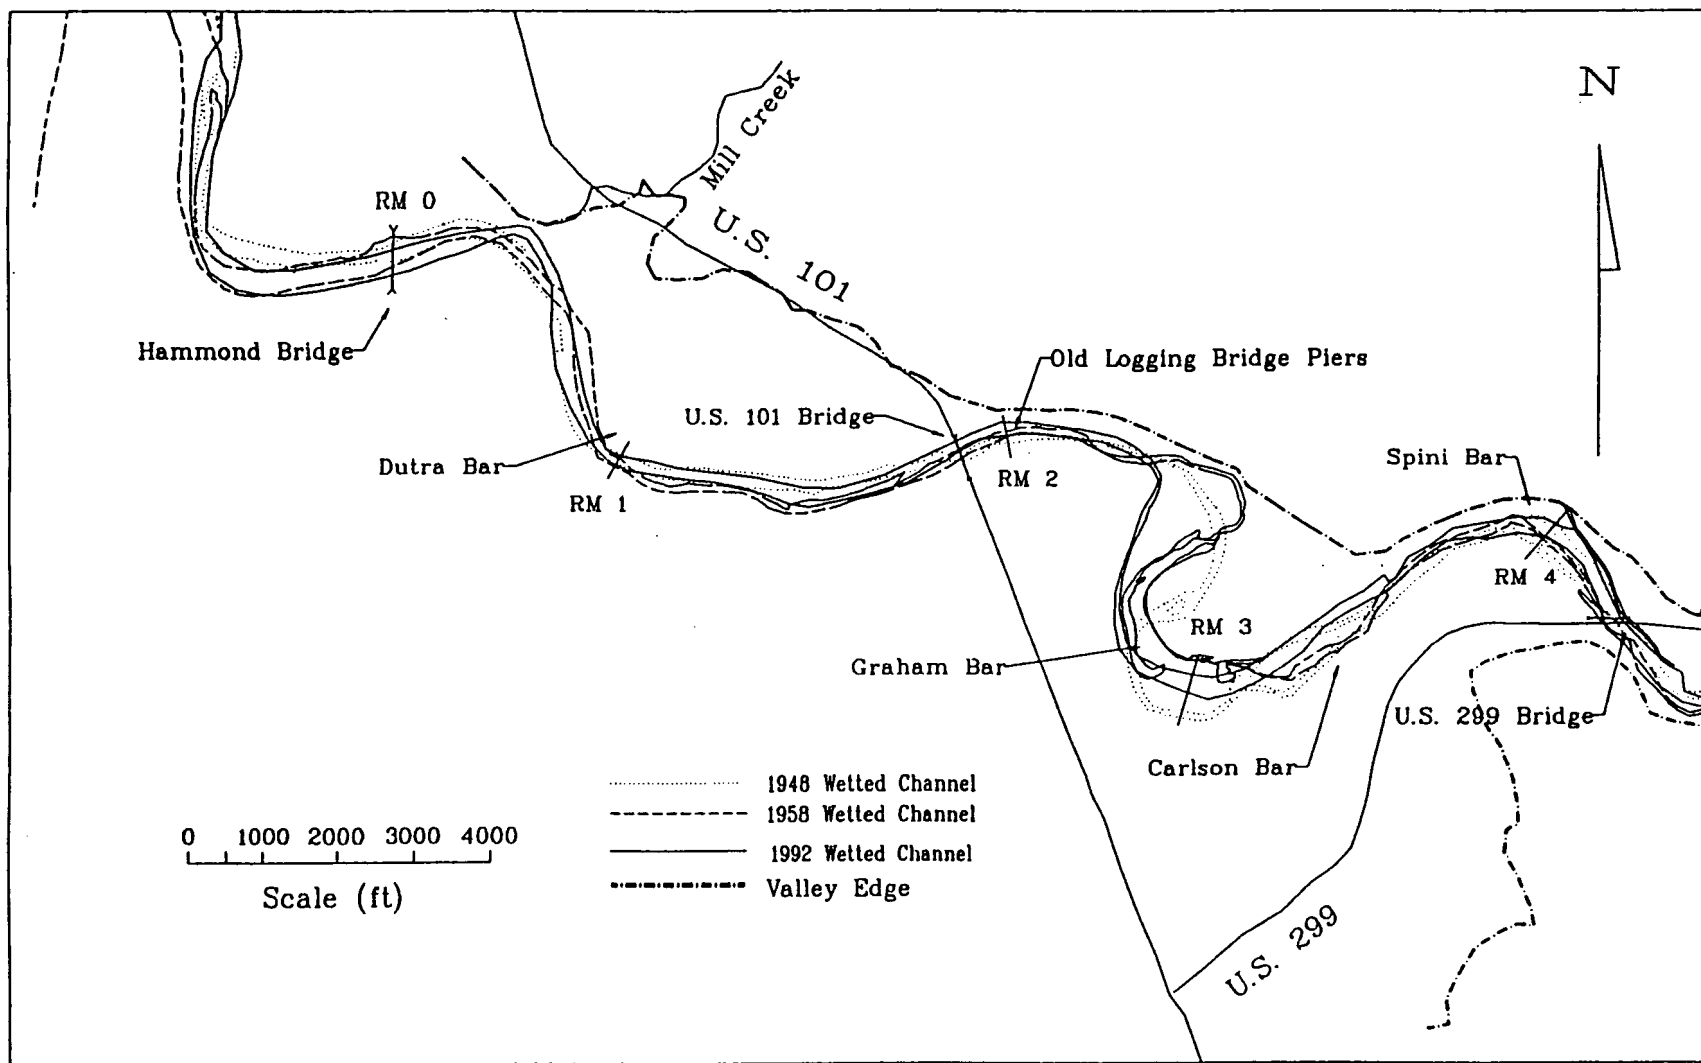 N
Mill Creek
RM 0
U.S. 101
Hammond Bridge
Old Logging Bridge Piers
U.S. 101 Bridge
Dutra Bar
RM 1
RM 2
Spini Bar
RM 4
RM 3
Graham Bar
U.S. 299 Bridge
Carlson Bar
1948 Wetted Channel
1958 Wetted Channel
1992 Wetted Channel
Valley Edge
0 1000 2000 3000 4000
Scale (ft)
U.S. 299